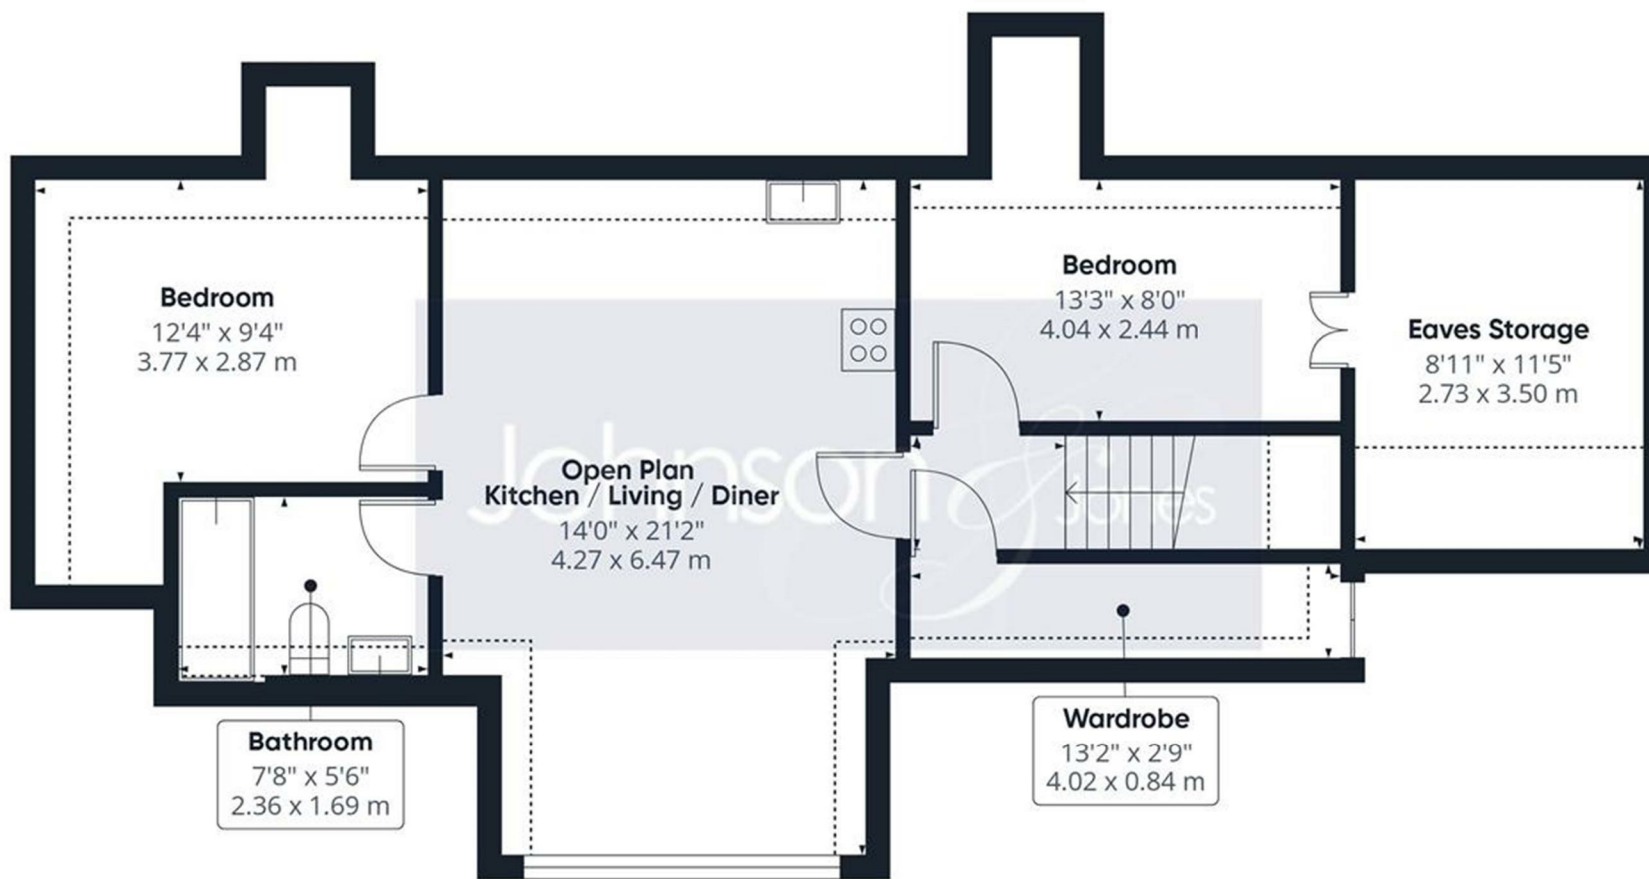 Bedroom
12'4" x 9'4"
3.77 x 2.87 m
Open Plan
Kitchen / Living / Diner
14'0" x 21'2"
4.27 x 6.47 m
Bedroom
13'3" x 8'0"
4.04 x 2.44 m
Eaves Storage
8'11" x 11'5"
2.73 x 3.50 m
Johnson & Jones
Bathroom
7'8" x 5'6"
2.36 x 1.69 m
Wardrobe
13'2" x 2'9"
4.02 x 0.84 m